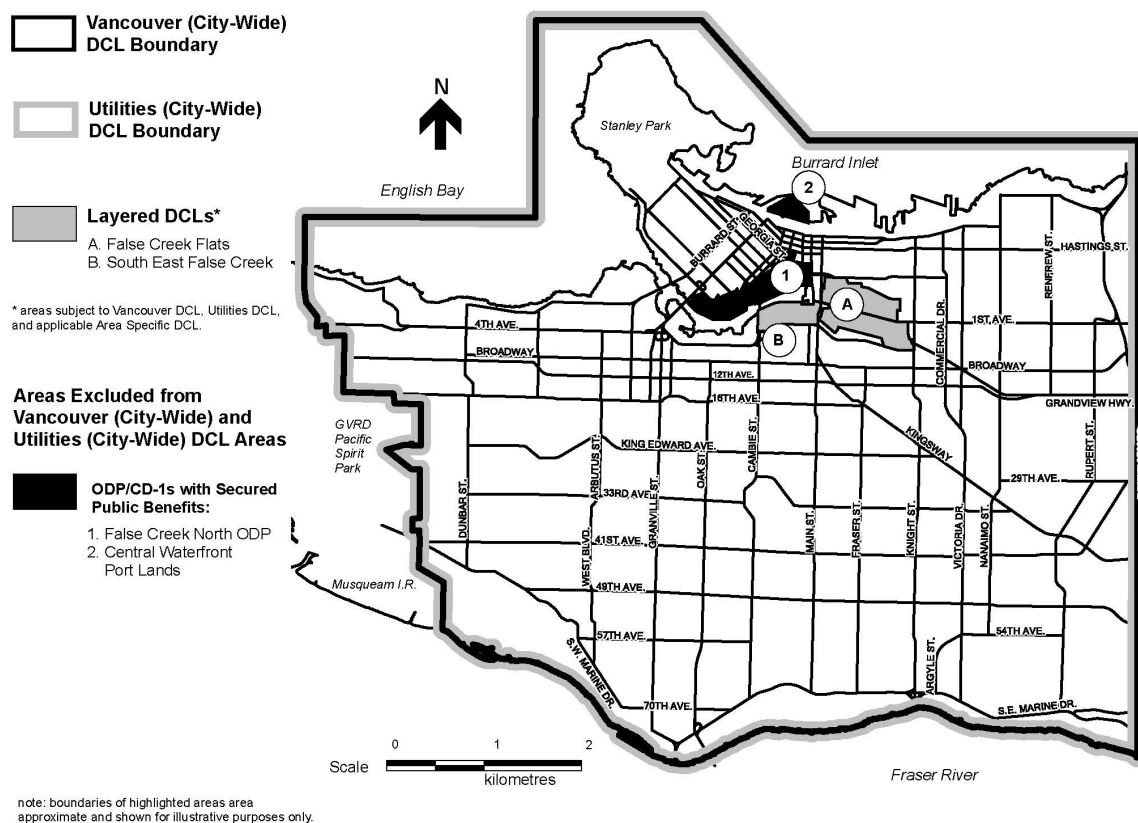 Vancouver (City-Wide)
DCL Boundary
Utilities (City-Wide)
DCL Boundary
Layered DCLs*
A. False Creek Flats
B. South East False Creek
* areas subject to Vancouver DCL, Utilities DCL,
and applicable Area Specific DCL.
Areas Excluded from
Vancouver (City-Wide) and
Utilities (City-Wide) DCL Areas
ODP/CD-1s with Secured
Public Benefits:
1. False Creek North ODP
2. Central Waterfront
Port Lands
note: boundaries of highlighted areas area
approximate and shown for illustrative purposes only.
N
Stanley Park
English Bay
Burrard Inlet
2
1
A
B
BURRARD ST.
GEORGIA ST.
HASTINGS ST.
RENFREW ST.
COMMERCIAL DR.
4TH AVE.
1ST AVE.
BROADWAY
BROADWAY
12TH AVE.
16TH AVE.
GRANDVIEW HWY.
GVRD
Pacific
Spirit
Park
KING EDWARD AVE.
KINGSWAY
RUPERT ST.
29TH AVE.
33RD AVE.
41ST AVE.
49TH AVE.
57TH AVE.
54TH AVE.
70TH AVE.
DUNBAR ST.
ARBUTUS ST.
WEST BLVD.
GRANVILLE ST.
OAK ST.
CAMBIE ST.
MAIN ST.
FRASER ST.
KNIGHT ST.
VICTORIA DR.
NANAIMO ST.
ARGYLE ST.
Musqueam I.R.
S.W. MARINE DR.
S.E. MARINE DR.
Fraser River
0 1 2
Scale
kilometres